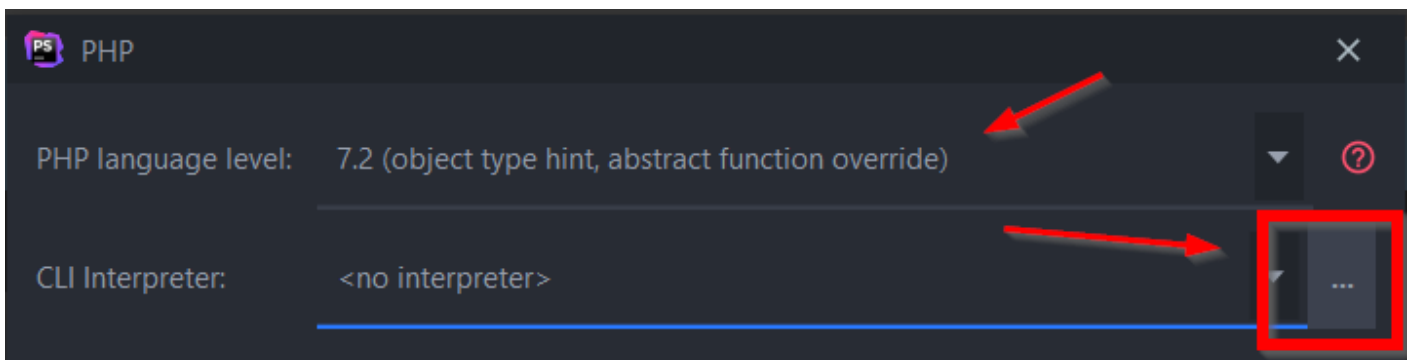 PS PHP
PHP language level: 7.2 (object type hint, abstract function override)
CLI Interpreter: <no interpreter> ...